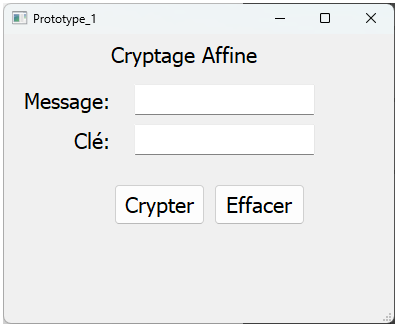 Prototype_1
Cryptage Affine
Message:
Clé:
Crypter Effacer